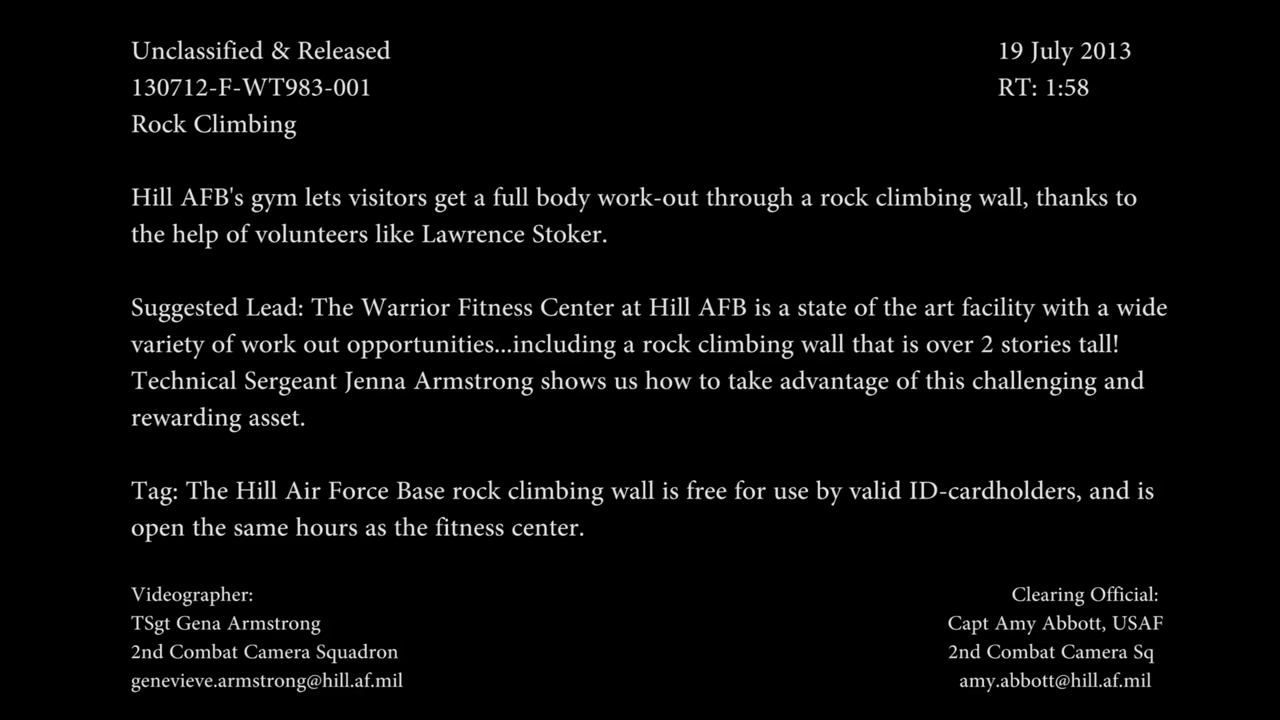 Unclassified & Released
19 July 2013
130712-F-WT983-001
RT: 1:58
Rock Climbing
Hill AFB's gym lets visitors get a full body work-out through a rock climbing wall, thanks to
the help of volunteers like Lawrence Stoker.
Suggested Lead: The Warrior Fitness Center at Hill AFB is a state of the art facility with a wide
variety of work out opportunities...including a rock climbing wall that is over 2 stories tall!
Technical Sergeant Jenna Armstrong shows us how to take advantage of this challenging and
rewarding asset.
Tag: The Hill Air Force Base rock climbing wall is free for use by valid ID-cardholders, and is
open the same hours as the fitness center.
Videographer:
TSgt Gena Armstrong
2nd Combat Camera Squadron
genevieve.armstrong@hill.af.mil
Clearing Official:
Capt Amy Abbott, USAF
2nd Combat Camera Sq
amy.abbott@hill.af.mil